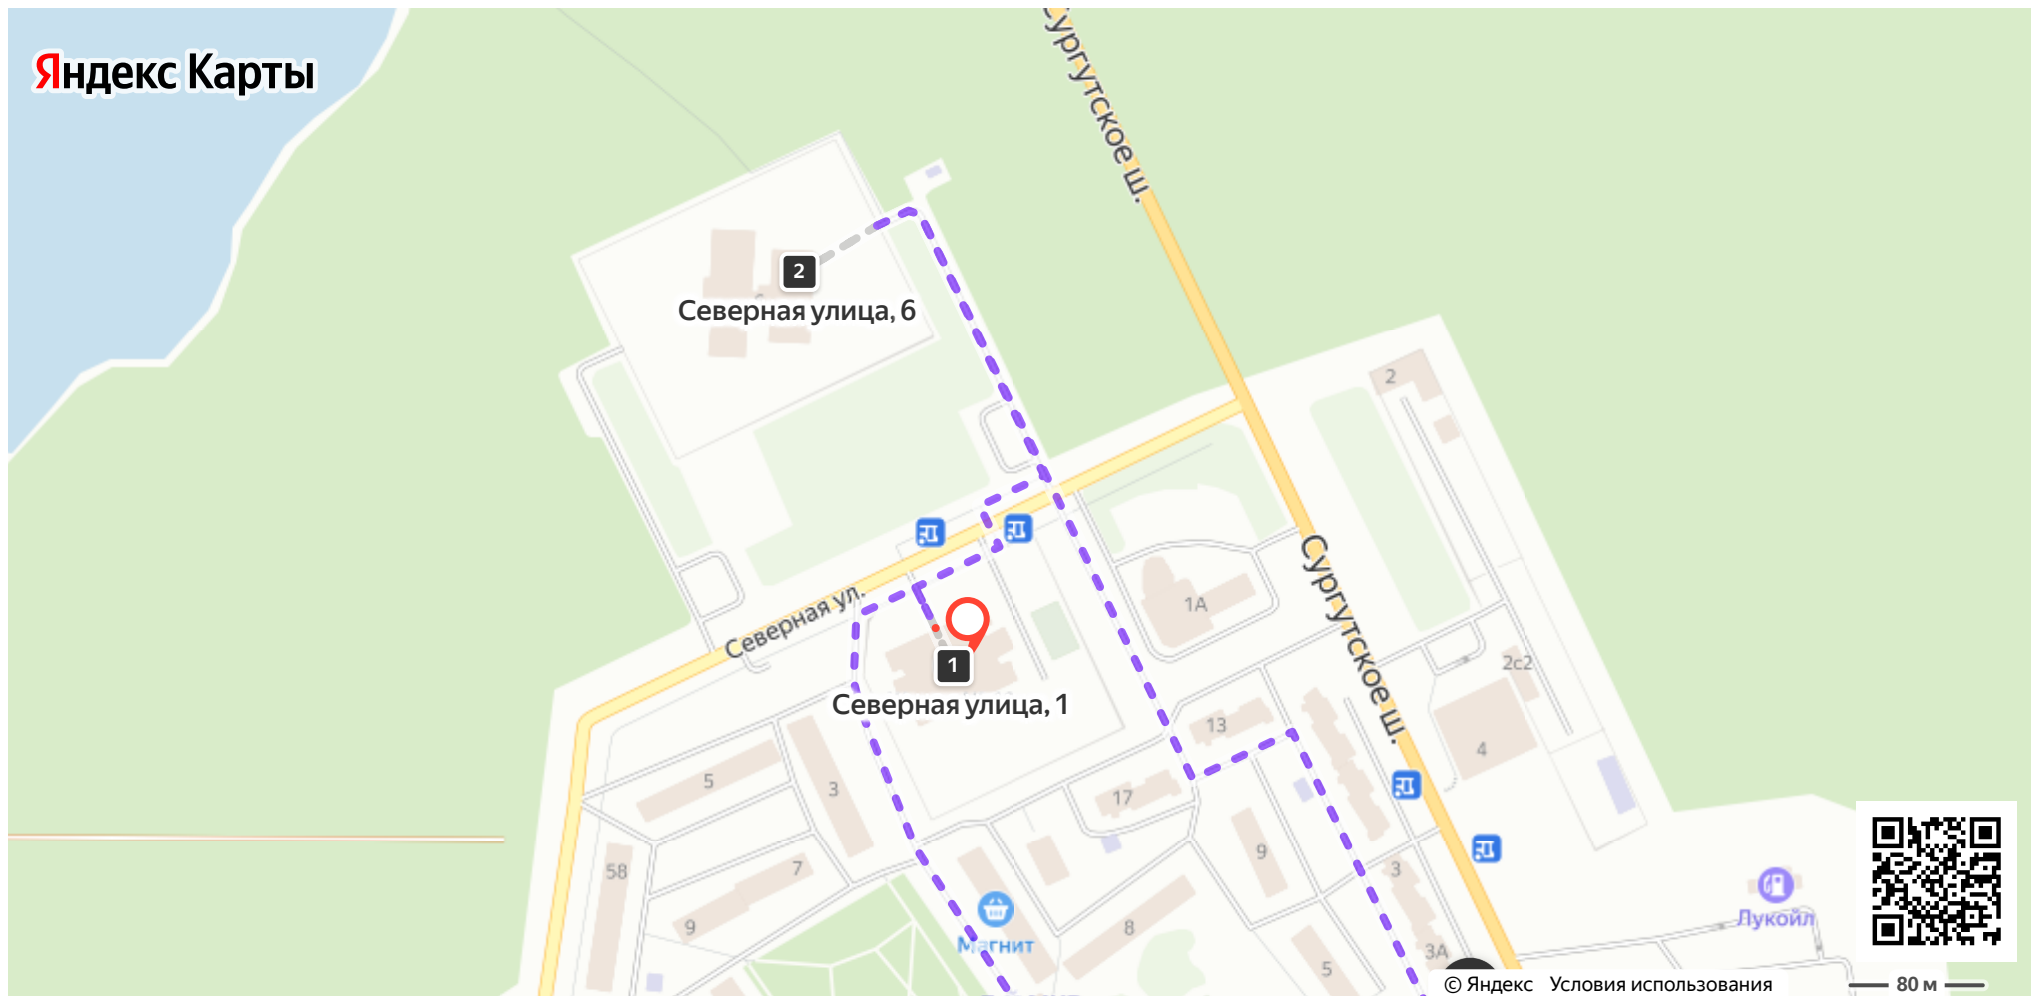 Яндекс Карты
Сургутское ш.
2
Северная улица, 6
2
Сургутское ш.
1А
Северная ул.
1
Северная улица, 1
2с2
13
4
5
3
17
9
58
7
3
9
8
Магнит
Лукойл
3А
5
© Яндекс Условия использования
80 м